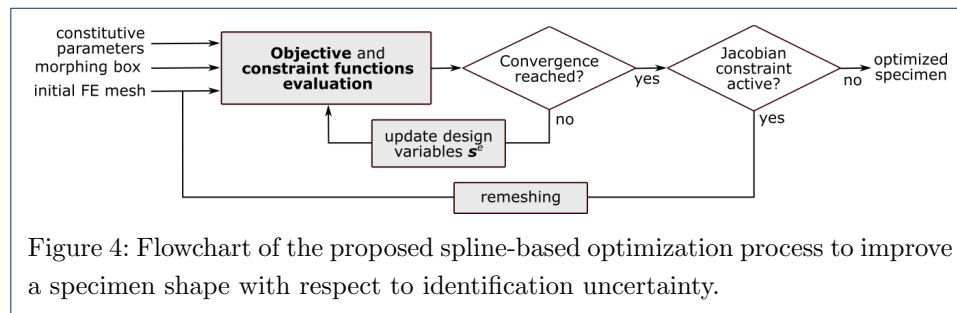 constitutive
parameters
morphing box
initial FE mesh
Objective and
constraint functions
evaluation
Convergence
reached?
yes
no
Jacobian
constraint
active?
no
yes
optimized
specimen
update design
variables s^e
remeshing
Figure 4: Flowchart of the proposed spline-based optimization process to improve
a specimen shape with respect to identification uncertainty.